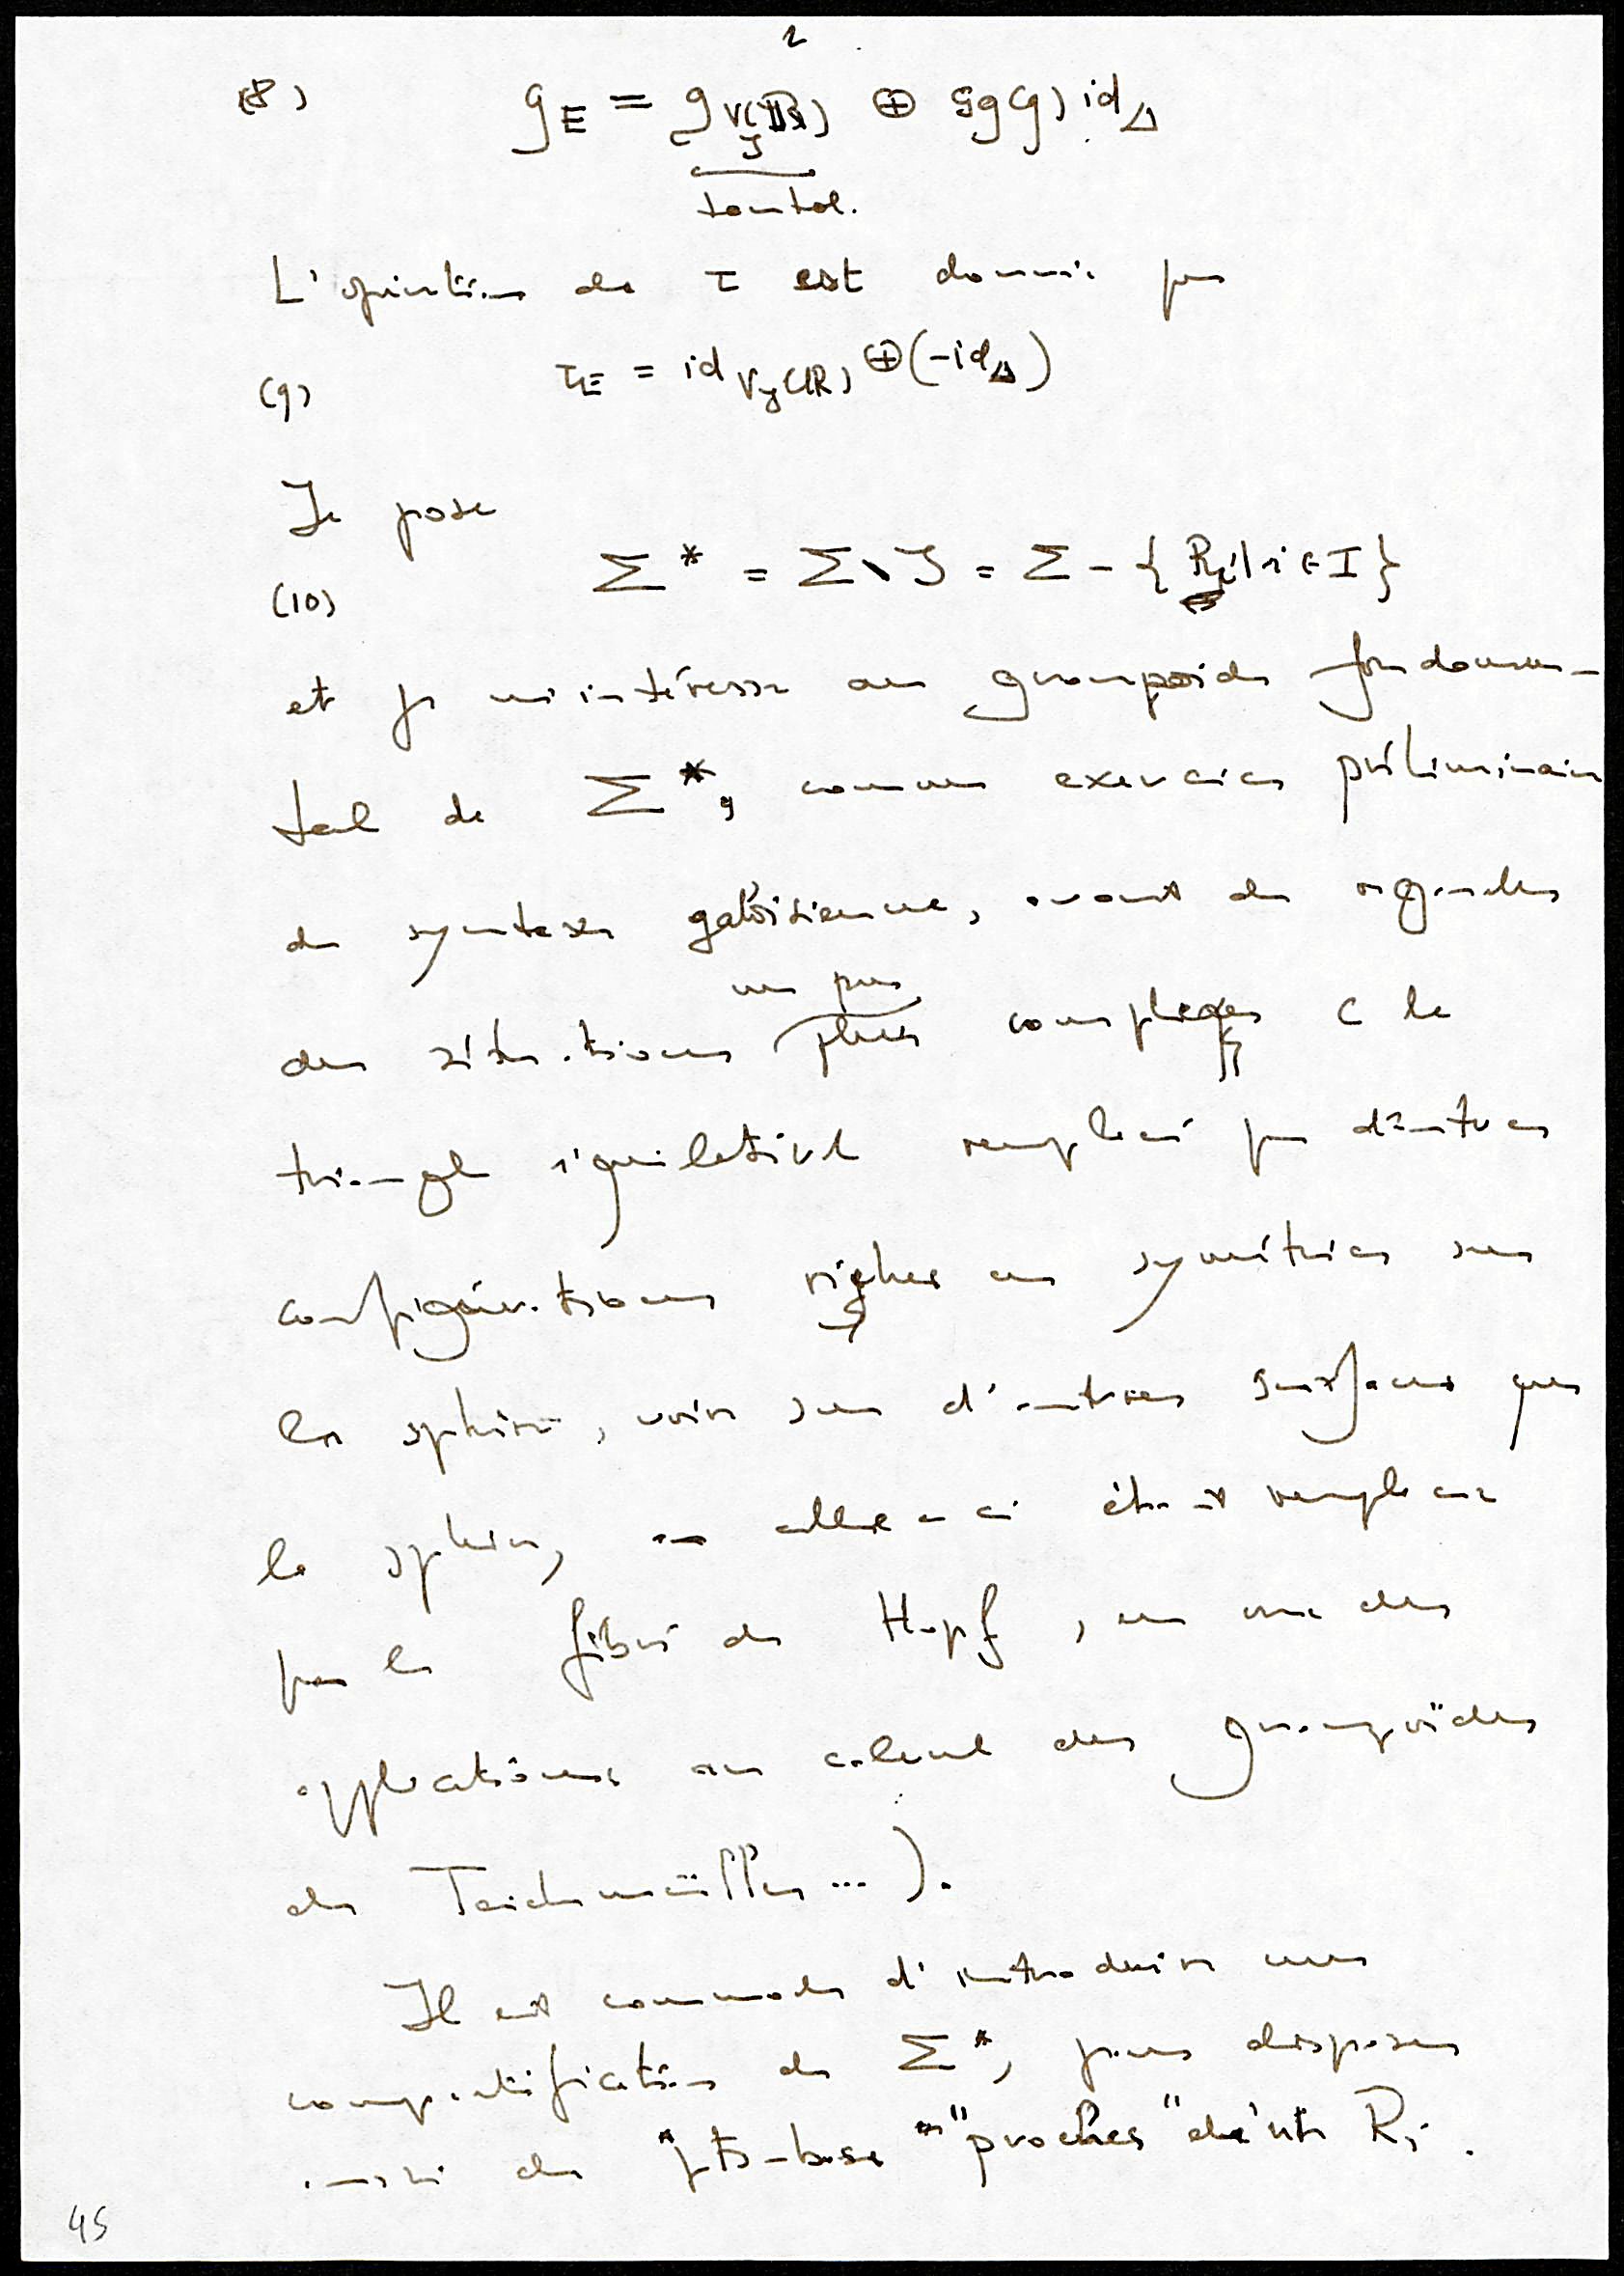 2
(8) g_E = g_{V_J(ℝ)} ⊕ sg(g) id_Δ
tautol.
L'opération de τ est donnée par
(9) τ_E = id_{V_J(ℝ)} ⊕ (-id_Δ)
Je pose
(10) Σ* = Σ \ J = Σ - { R_i | i ∈ I }
et je m'intéresse au groupoïde fondamen-
tal de Σ*, comme exercice préliminaire
de syntaxe galoisienne, avant de regarder
un peu
des situations plus complexes (le
triangle équilatéral remplacé par d'autres
configurations riches en symétries sur
la sphère, voire sur d'autres surfaces que
la sphère, celle-ci étant remplacée
par la fibré de Hopf, en vue des
applications au calcul des groupoïdes
de Teichmüller ...).
Il est commode d'introduire une
compactification de Σ*, pour disposer
aussi de pts-base "proches" des pts R_i.
45